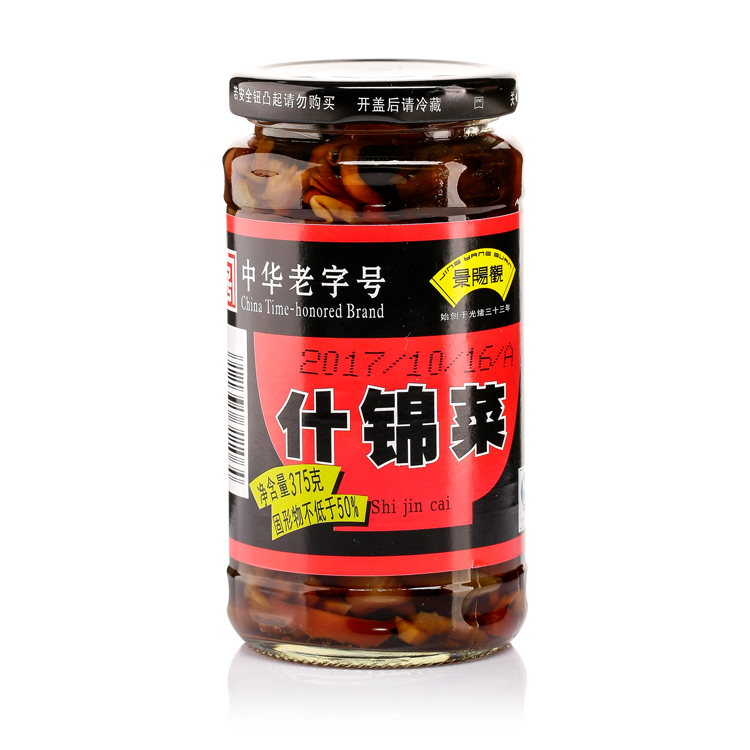 若安全钮凸起请勿购买 开盖后请冷藏
中华老字号
China Time-honored Brand
JING YANG GUAN
景陽觀
始创于光绪三十三年
2017/10/16/A
什锦菜
净含量375克
固形物不低于50%
Shi jin cai